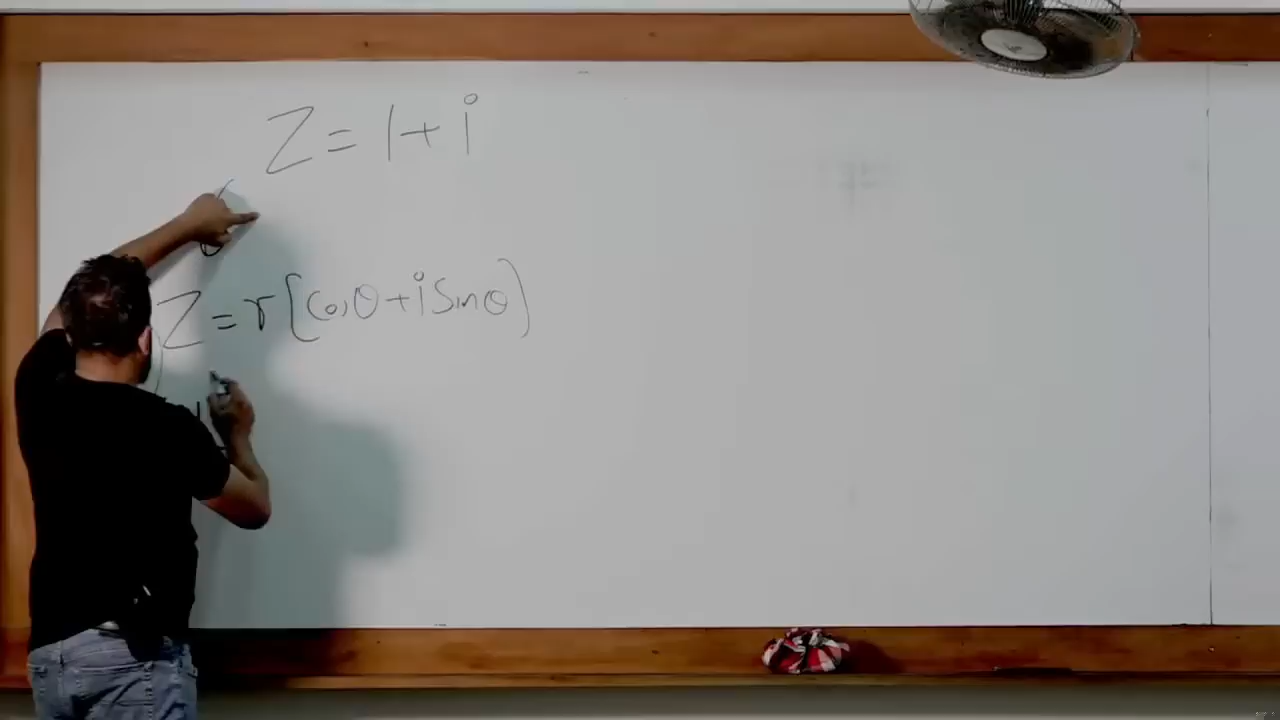 Z = 1 + i
Z = r [cosθ + i sinθ)